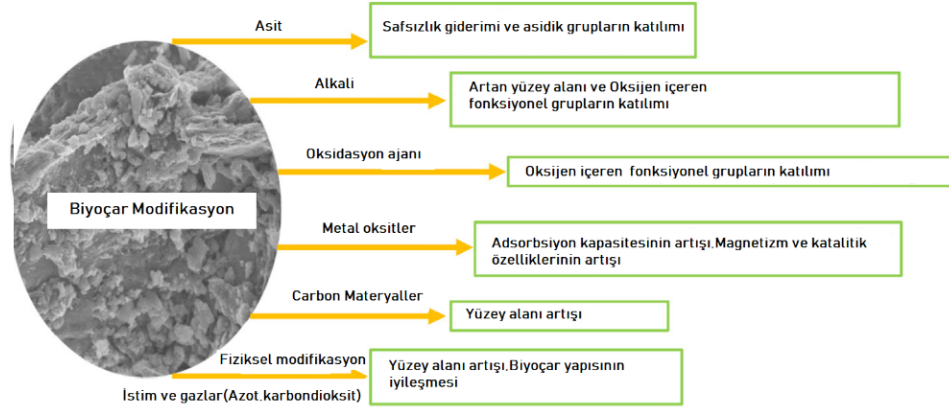 Asit
Safsızlık giderimi ve asidik grupların katılımı
Alkali
Artan yüzey alanı ve Oksijen içeren
fonksiyonel grupların katılımı
Oksidasyon ajanı
Oksijen içeren fonksiyonel grupların katılımı
Biyoçar Modifikasyon
Metal oksitler
Adsorbsiyon kapasitesinin artışı.Magnetizm ve katalitik
özelliklerinin artışı
Carbon Materyaller
Yüzey alanı artışı
Fiziksel modifikasyon
İstim ve gazlar(Azot.karbondioksit)
Yüzey alanı artışı.Biyoçar yapısının
iyileşmesi